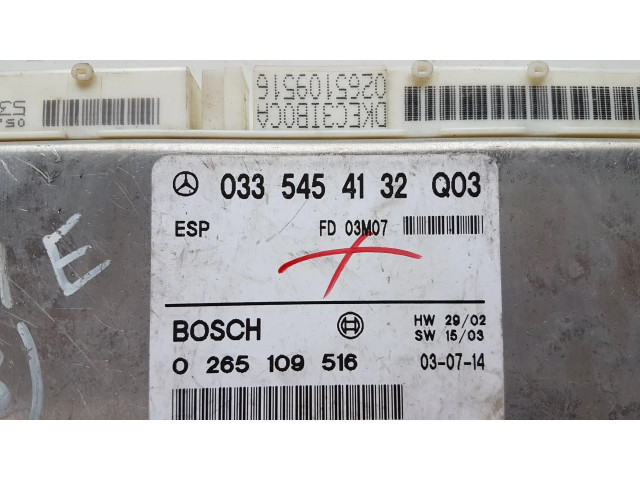 0265109516
DKEC3IB0CA
033 545 41 32 Q03
ESP FD 03M07
BOSCH
HW 29/02
SW 15/03
0 265 109 516 03-07-14